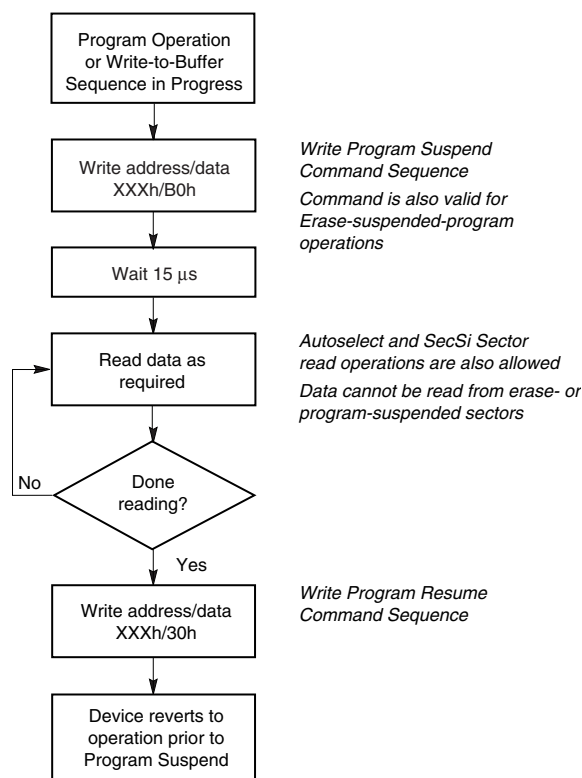 Program Operation
or Write-to-Buffer
Sequence in Progress
Write address/data
XXXh/B0h
Write Program Suspend
Command Sequence
Command is also valid for
Erase-suspended-program
operations
Wait 15 μs
Read data as
required
Autoselect and SecSi Sector
read operations are also allowed
Data cannot be read from erase- or
program-suspended sectors
No
Done
reading?
Yes
Write address/data
XXXh/30h
Write Program Resume
Command Sequence
Device reverts to
operation prior to
Program Suspend